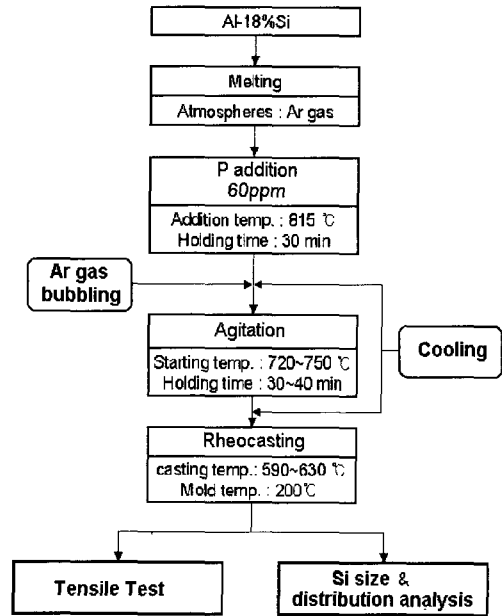 Al-18%Si
Melting
Atmospheres : Ar gas
P addition
60ppm
Addition temp. : 815 ℃
Holding time : 30 min
Ar gas
bubbling
Agitation
Starting temp. : 720~750 ℃
Holding time : 30~40 min
Cooling
Rheocasting
casting temp.: 590~630 ℃
Mold temp. : 200℃
Tensile Test
Si size &
distribution analysis